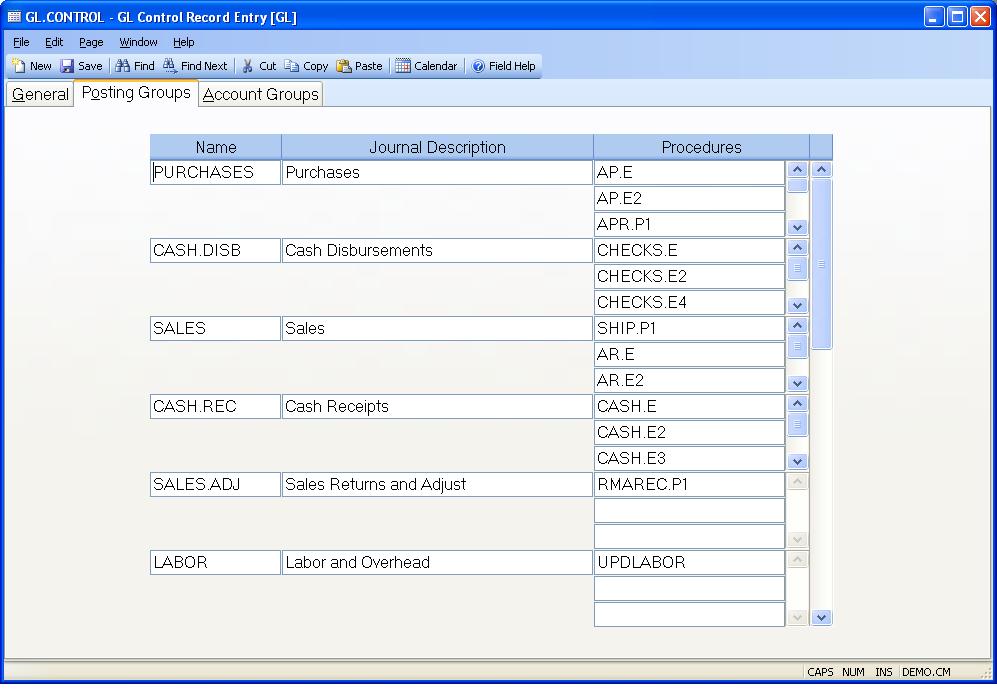 GL.CONTROL - GL Control Record Entry [GL]
File Edit Page Window Help
New Save Find Find Next Cut Copy Paste Calendar Field Help
General Posting Groups Account Groups
Name Journal Description Procedures
PURCHASES Purchases AP.E
AP.E2
APR.P1
CASH.DISB Cash Disbursements CHECKS.E
CHECKS.E2
CHECKS.E4
SALES Sales SHIP.P1
AR.E
AR.E2
CASH.REC Cash Receipts CASH.E
CASH.E2
CASH.E3
SALES.ADJ Sales Returns and Adjust RMAREC.P1
LABOR Labor and Overhead UPDLABOR
CAPS NUM INS DEMO.CM